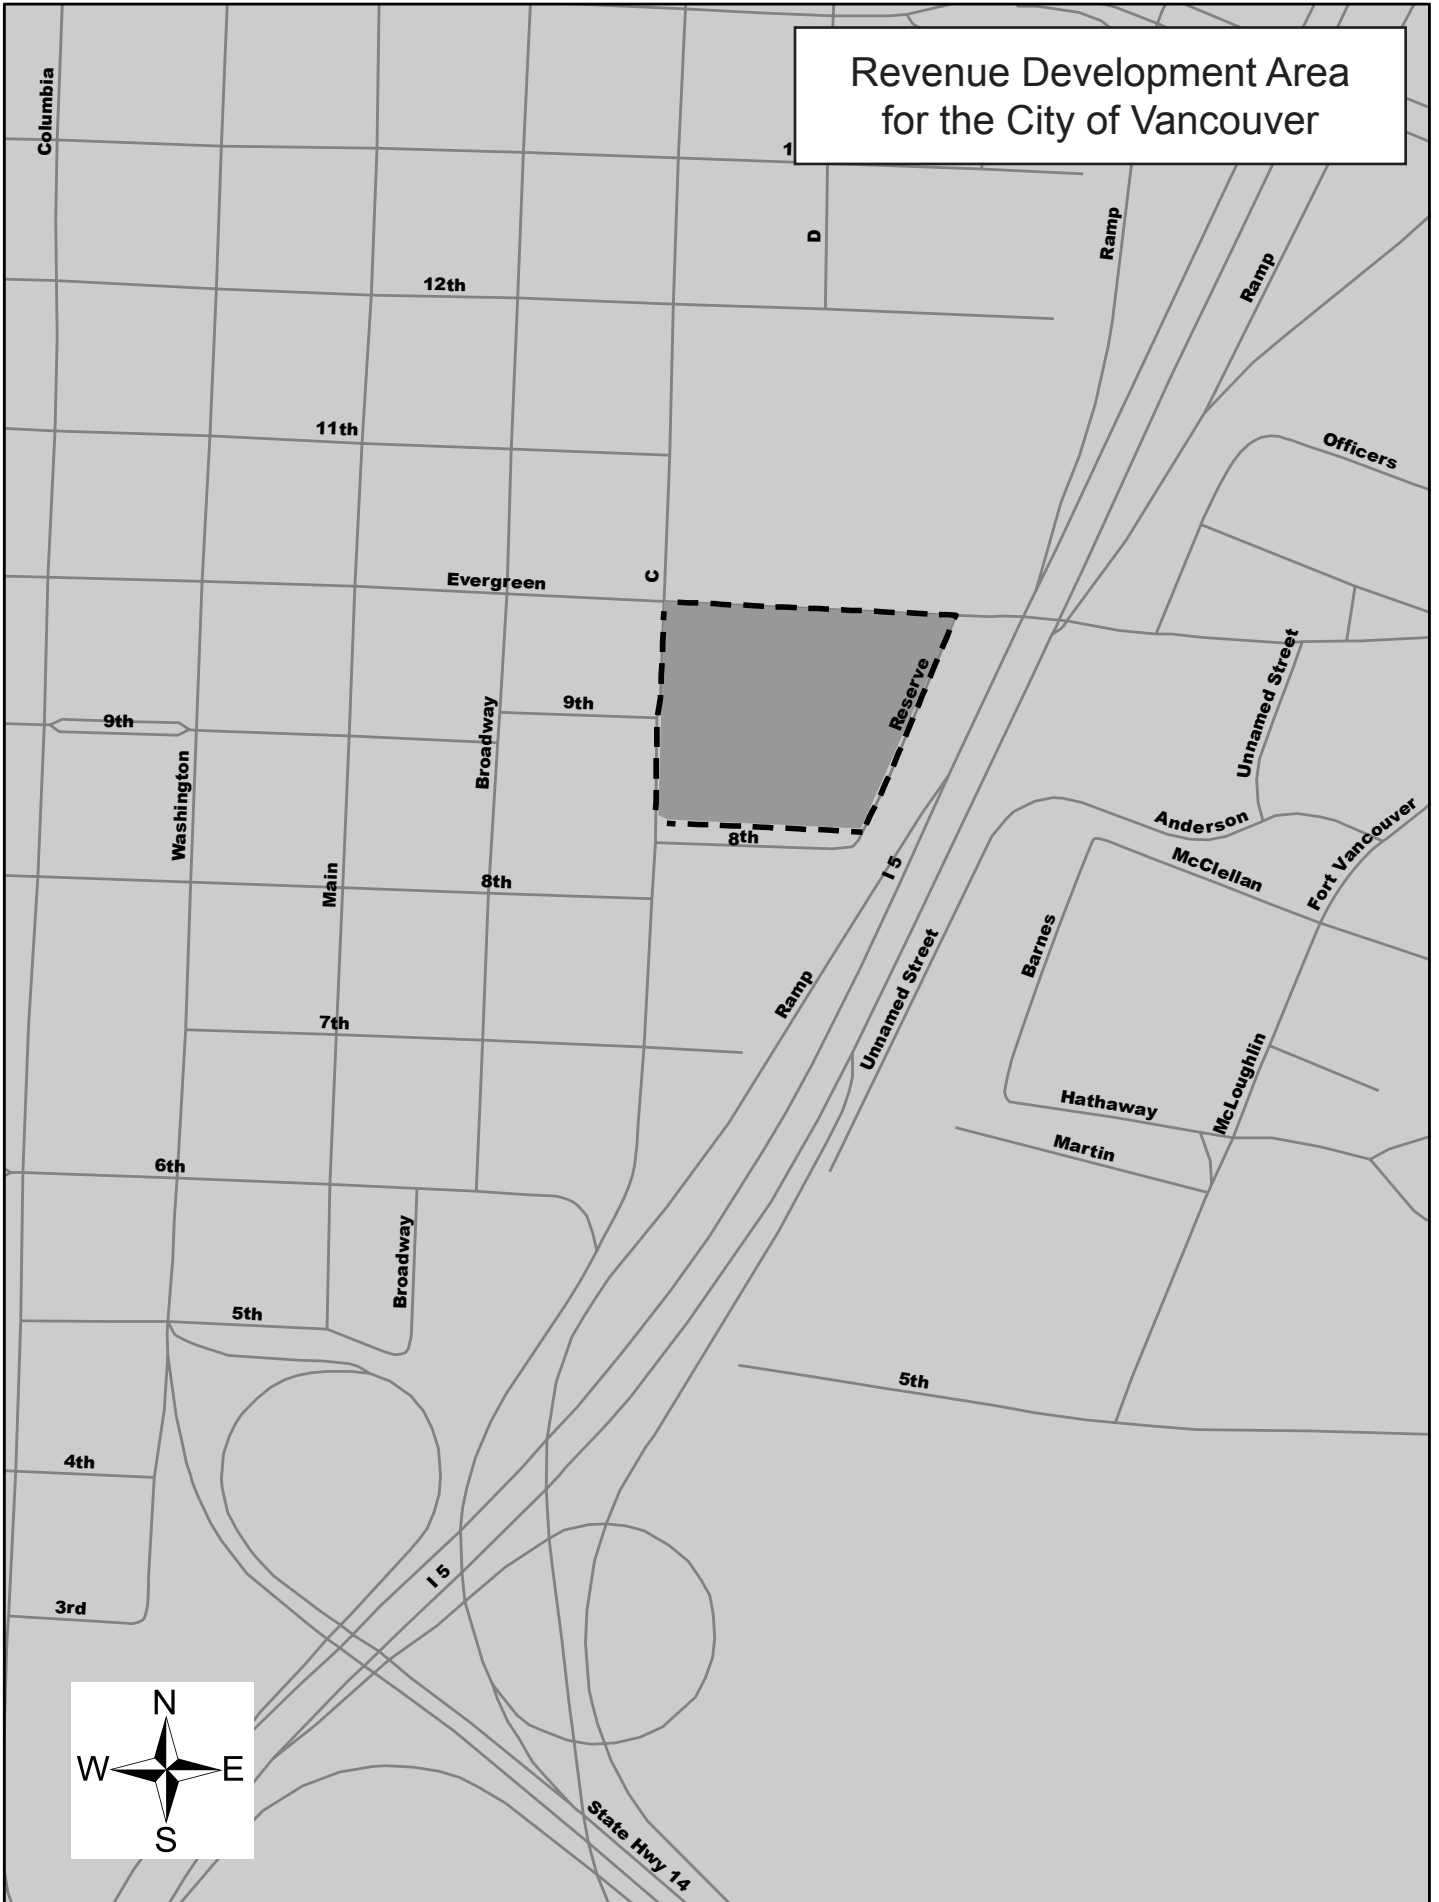 Revenue Development Area
for the City of Vancouver
Columbia
1
D
Ramp
Ramp
12th
11th
Officers
Evergreen
C
Unnamed Street
Reserve
9th
9th
Broadway
Washington
Anderson
Fort Vancouver
8th
McClellan
I 5
Main
8th
Barnes
Unnamed Street
Ramp
7th
McLoughlin
Hathaway
Martin
6th
Broadway
5th
5th
4th
I 5
3rd
N
W E
S
State Hwy 14